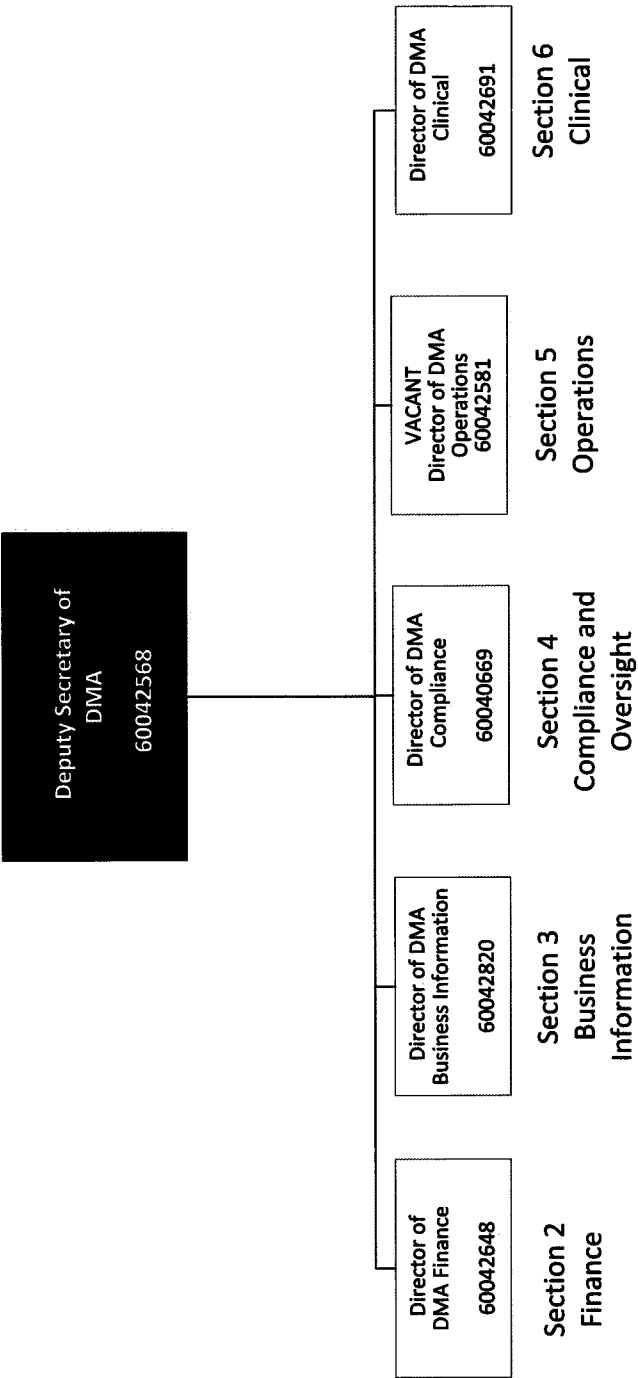 Deputy Secretary of
DMA
60042568
Director of
DMA Finance
60042648
Director of DMA
Business Information
60042820
Director of DMA
Compliance
60040669
VACANT
Director of DMA
Operations
60042581
Director of DMA
Clinical
60042691
Section 2
Finance
Section 3
Business
Information
Section 4
Compliance and
Oversight
Section 5
Operations
Section 6
Clinical